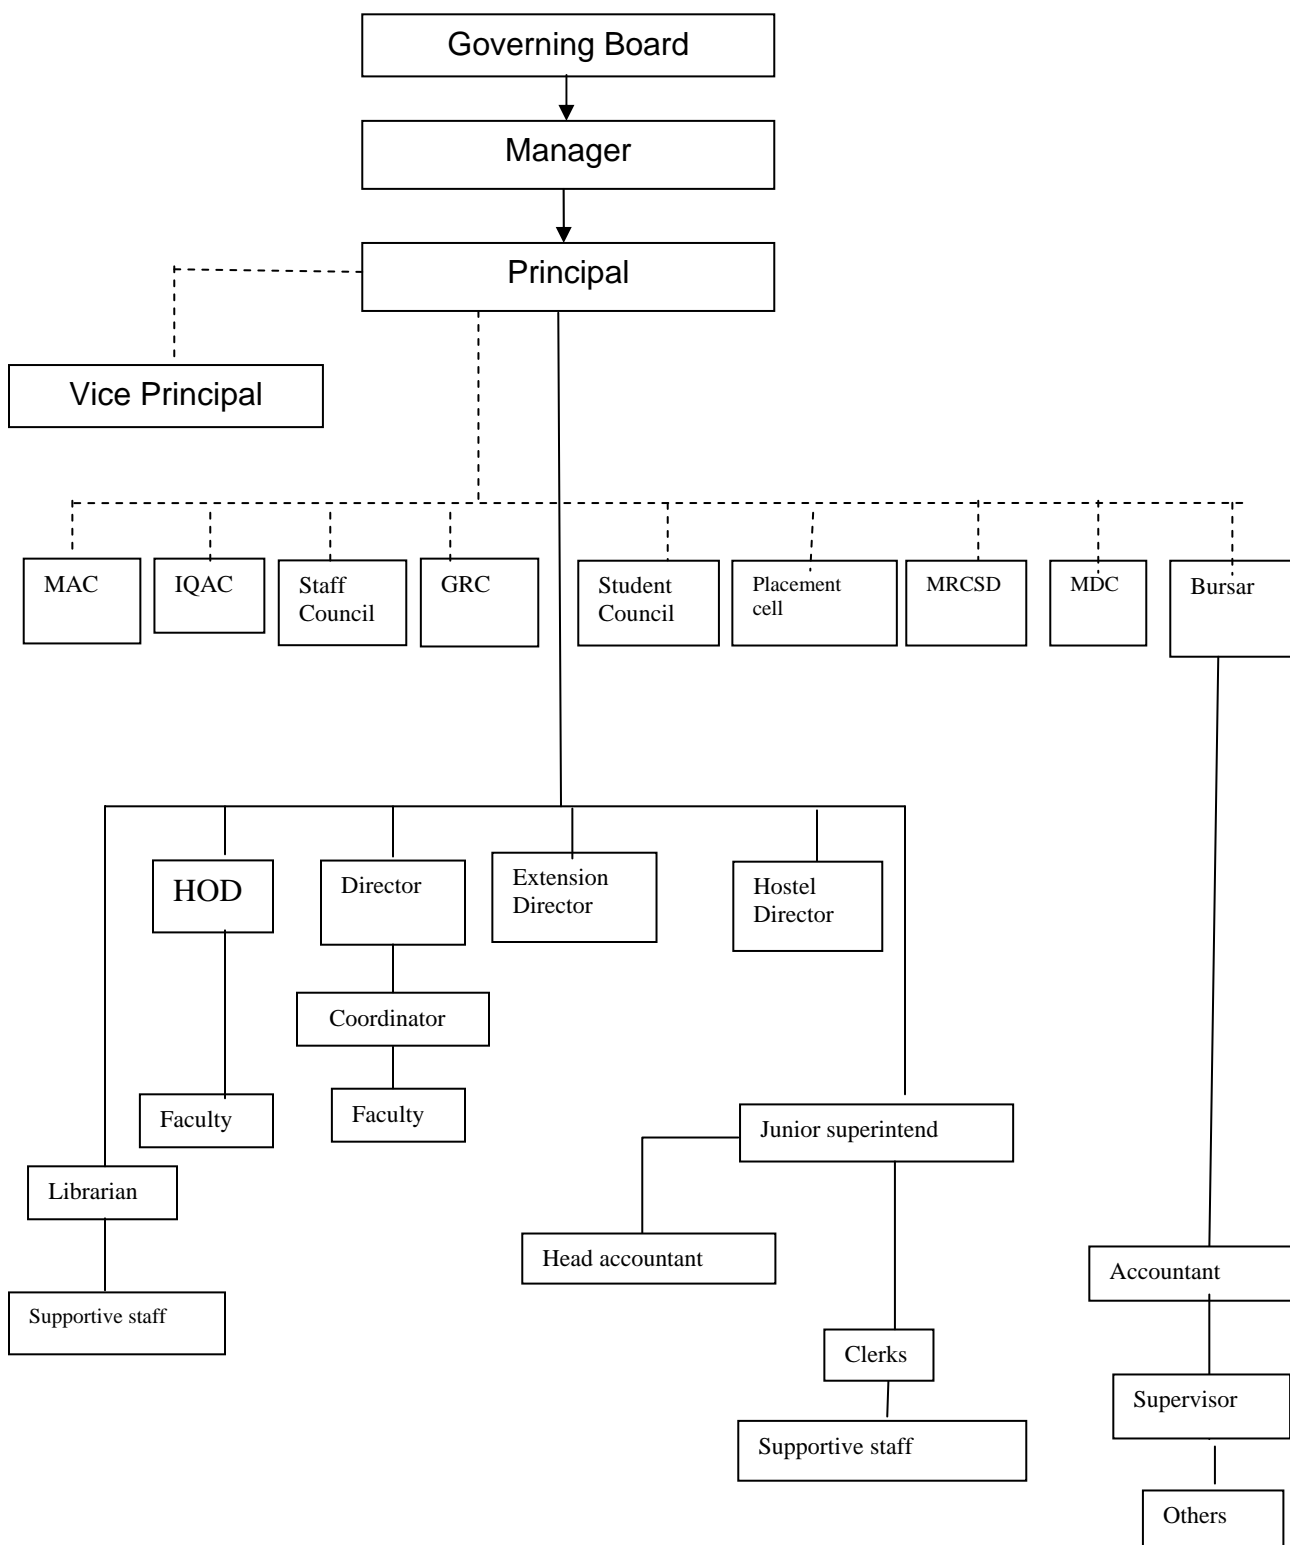 Governing Board
Manager
Principal
Vice Principal
MAC
IQAC
Staff
Council
GRC
Student
Council
Placement
cell
MRCSD
MDC
Bursar
HOD
Director
Extension
Director
Hostel
Director
Coordinator
Faculty
Faculty
Junior superintend
Librarian
Head accountant
Accountant
Supportive staff
Clerks
Supervisor
Supportive staff
Others